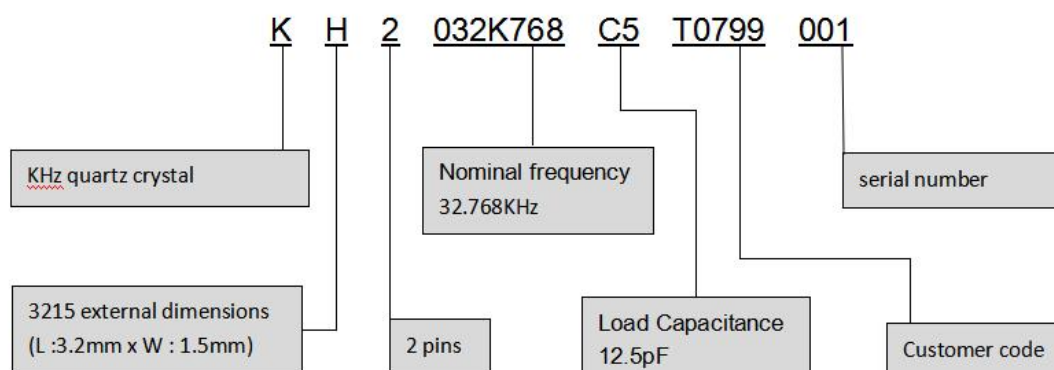 K H 2 032K768 C5 T0799 001
KHz quartz crystal
Nominal frequency
32.768KHz
serial number
3215 external dimensions
(L :3.2mm x W : 1.5mm)
2 pins
Load Capacitance
12.5pF
Customer code